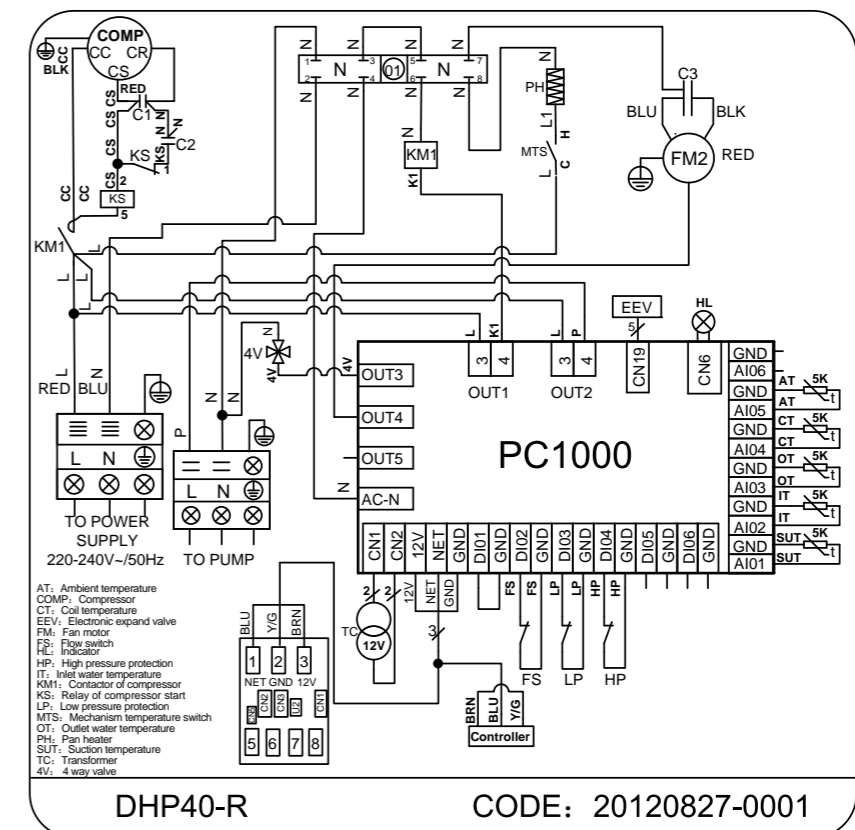 COMP
CC CR
CS
CC
BLK
RED
CS CS N
C1
CS CS N N
C2
KS KS
1
CS 2
KS
5
CC CC
KM1
L
L L
L
N N N N
1 3 5 7
N 01 N
2 4 6 8
N N N N
N
KM1
K1
N
PH
L1 H
MTS
L C
C3
BLU BLK
FM2 RED
L N
RED BLU
L N
TO POWER
SUPPLY
220-240V~/50Hz
P N N
L N
TO PUMP
N
4V
4V 4V
L K1 L P
3 4 3 4
OUT1 OUT2
EEV
5
CN19
HL
CN6
OUT3
OUT4
OUT5
N AC-N
PC1000
GND
AI06
GND AT 5K
AI05 AT t
GND CT 5K
AI04 CT t
GND OT 5K
AI03 OT t
GND IT 5K
AI02 IT t
GND SUT 5K
AI01 SUT t
CN1 CN2 12V NET GND DI01 GND DI02 GND DI03 GND DI04 GND DI05 GND DI06 GND
2 2 12V NET GND FS FS LP LP HP HP
TC 12V
3
FS LP HP
BRN BLU Y/G
Controller
BLU Y/G BRN
1 2 3
NET GND 12V
CN2 CN3 U2 CN1
5 6 7 8
AT：Ambient temperature
COMP：Compressor
CT：Coil temperature
EEV：Electronic expand valve
FM：Fan motor
FS：Flow switch
HL：Indicator
HP：High pressure protection
IT：Inlet water temperature
KM1：Contactor of compressor
KS：Relay of compressor start
LP：Low pressure protection
MTS：Mechanism temperature switch
OT：Outlet water temperature
PH：Pan heater
SUT：Suction temperature
TC：Transformer
4V：4 way valve
DHP40-R CODE：20120827-0001